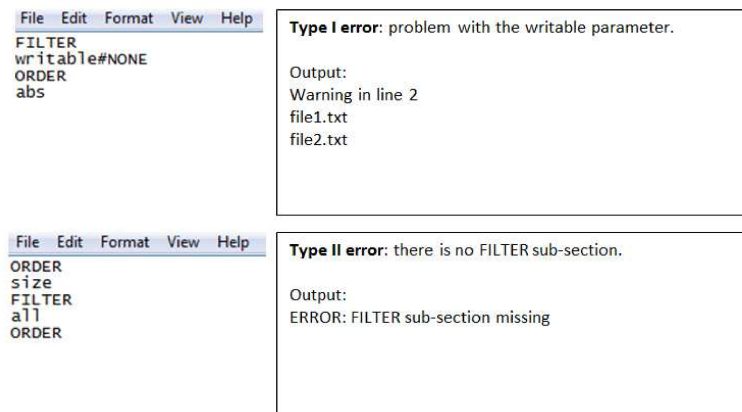 File Edit Format View Help
FILTER
writable#NONE
ORDER
abs
Type I error: problem with the writable parameter.
Output:
Warning in line 2
file1.txt
file2.txt
File Edit Format View Help
ORDER
size
FILTER
all
ORDER
Type II error: there is no FILTER sub-section.
Output:
ERROR: FILTER sub-section missing